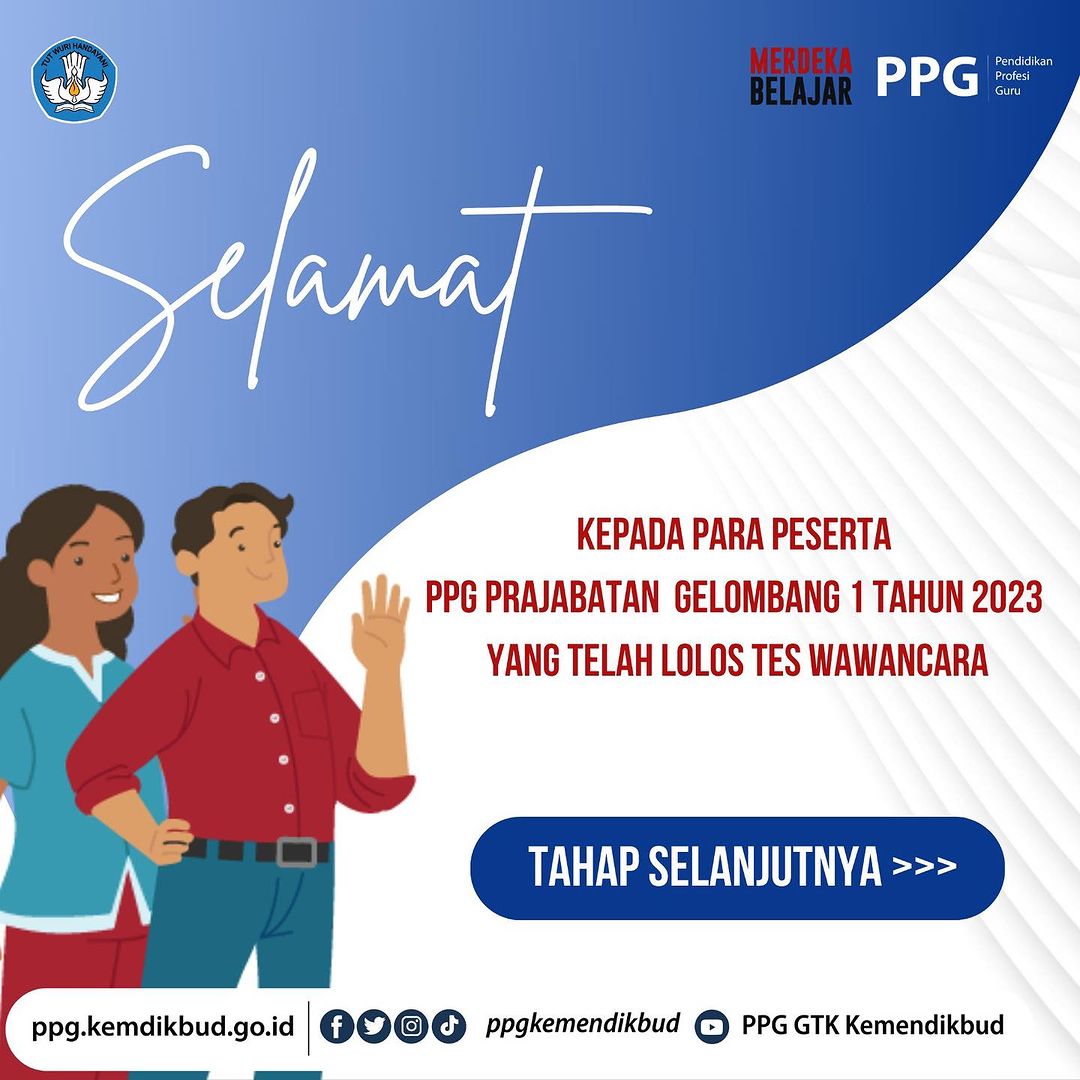 TUT WURI HANDAYANI
MERDEKA
BELAJAR
PPG
Pendidikan
Profesi
Guru
Selamat
KEPADA PARA PESERTA
PPG PRAJABATAN GELOMBANG 1 TAHUN 2023
YANG TELAH LOLOS TES WAWANCARA
TAHAP SELANJUTNYA >>>
ppg.kemdikbud.go.id
ppgkemendikbud
PPG GTK Kemendikbud